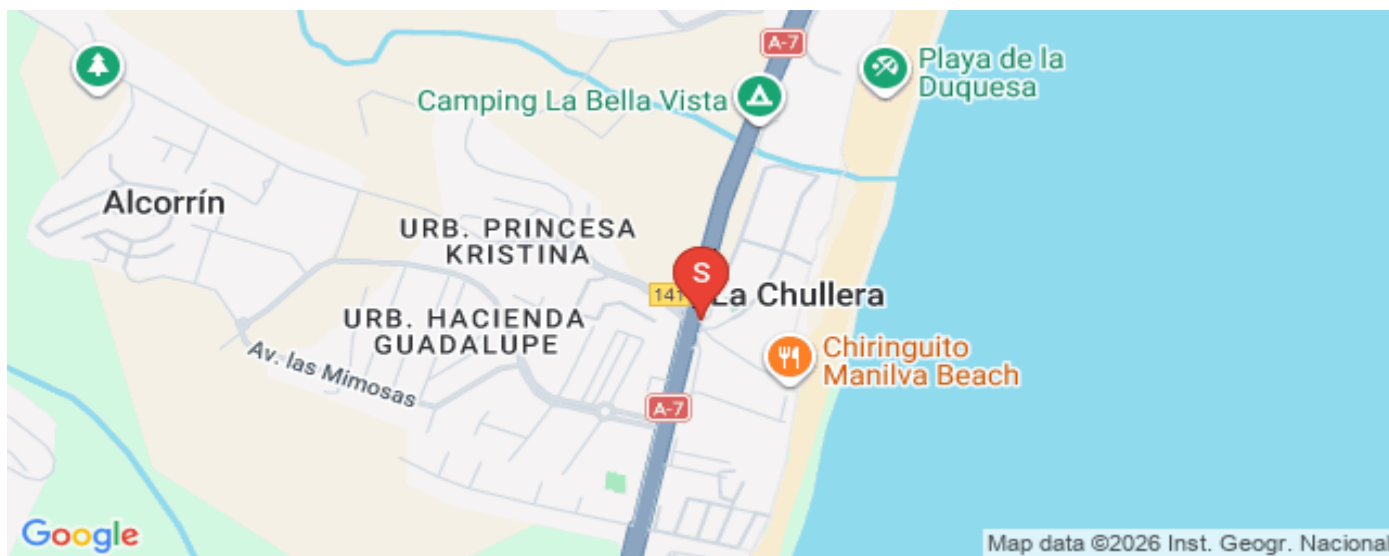 A-7
Playa de la
Duquesa
Camping La Bella Vista
Alcorrín
URB. PRINCESA
KRISTINA
S
141
La Chullera
URB. HACIENDA
GUADALUPE
Chiringuito
Manilva Beach
Av. las Mimosas
A-7
Google
Map data ©2026 Inst. Geogr. Nacional